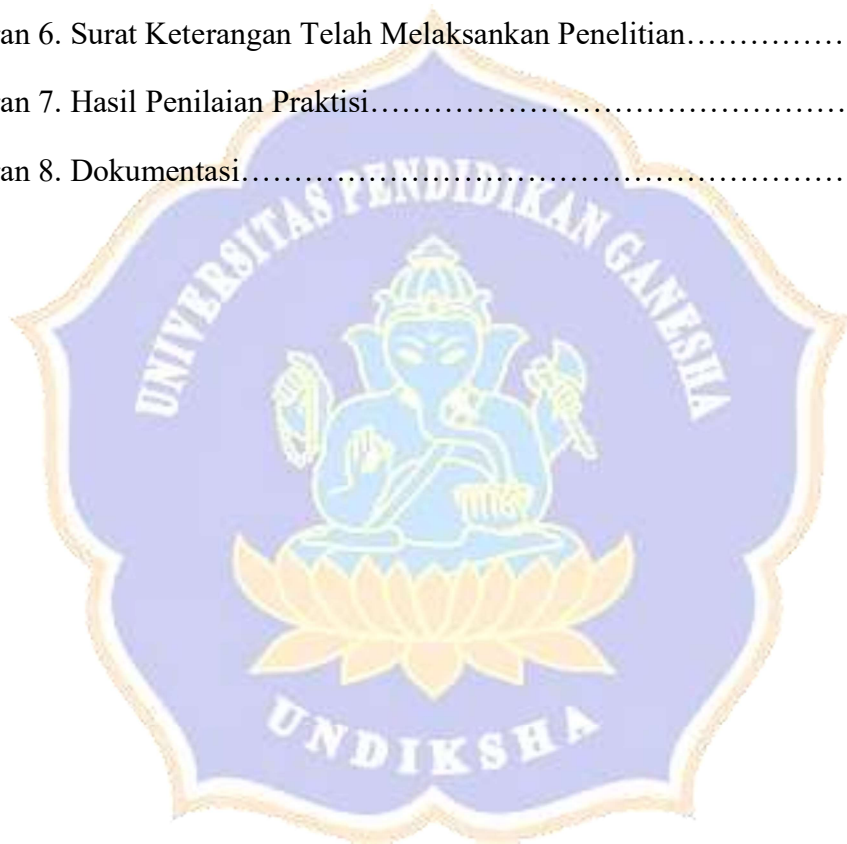 an 6. Surat Keterangan Telah Melaksankan Penelitian……………
an 7. Hasil Penilaian Praktisi………………………………………
an 8. Dokumentasi…………………………………………………
UNIVERSITAS PENDIDIKAN GANESHA
UNDIKSHA